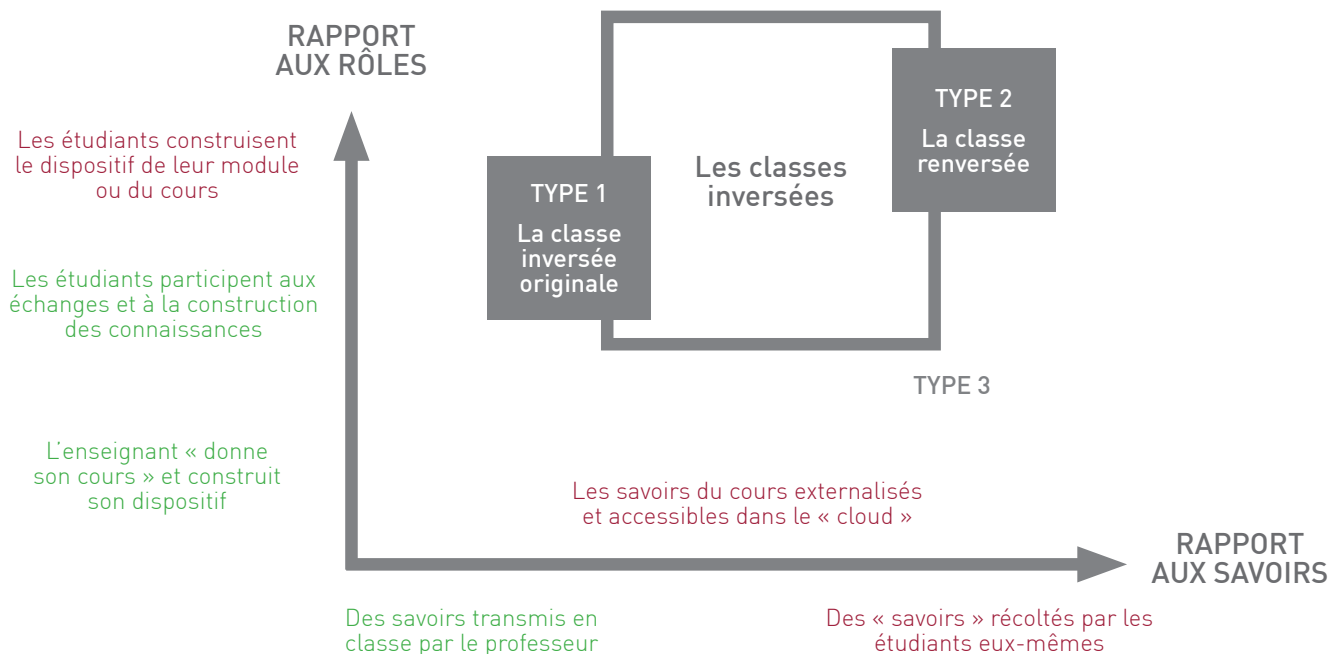 RAPPORT
AUX RÔLES
Les étudiants construisent
le dispositif de leur module
ou du cours
Les étudiants participent aux
échanges et à la construction
des connaissances
L’enseignant « donne
son cours » et construit
son dispositif
TYPE 1
La classe
inversée
originale
Les classes
inversées
TYPE 2
La classe
renversée
TYPE 3
Les savoirs du cours externalisés
et accessibles dans le « cloud »
RAPPORT
AUX SAVOIRS
Des savoirs transmis en
classe par le professeur
Des « savoirs » récoltés par les
étudiants eux-mêmes